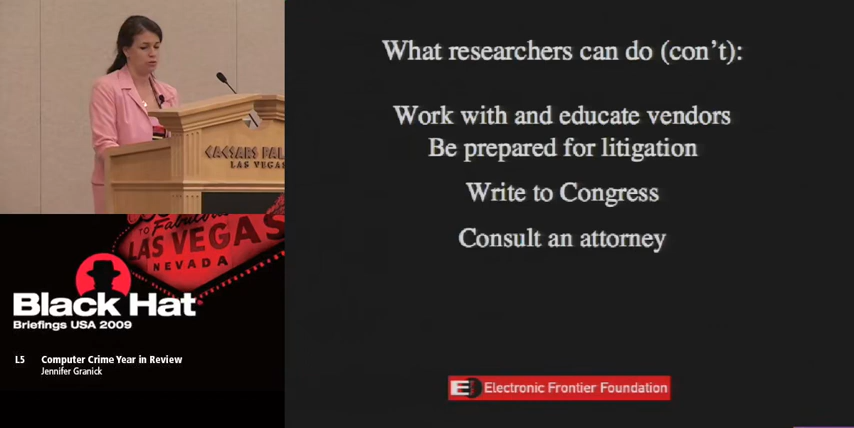 CAESARS PAL
LAS VEGAS
TO Fabulous
LAS VEGAS
NEVADA
Black Hat
Briefings USA 2009
L5 Computer Crime Year in Review
Jennifer Granick
What researchers can do (con't):
Work with and educate vendors
Be prepared for litigation
Write to Congress
Consult an attorney
Electronic Frontier Foundation